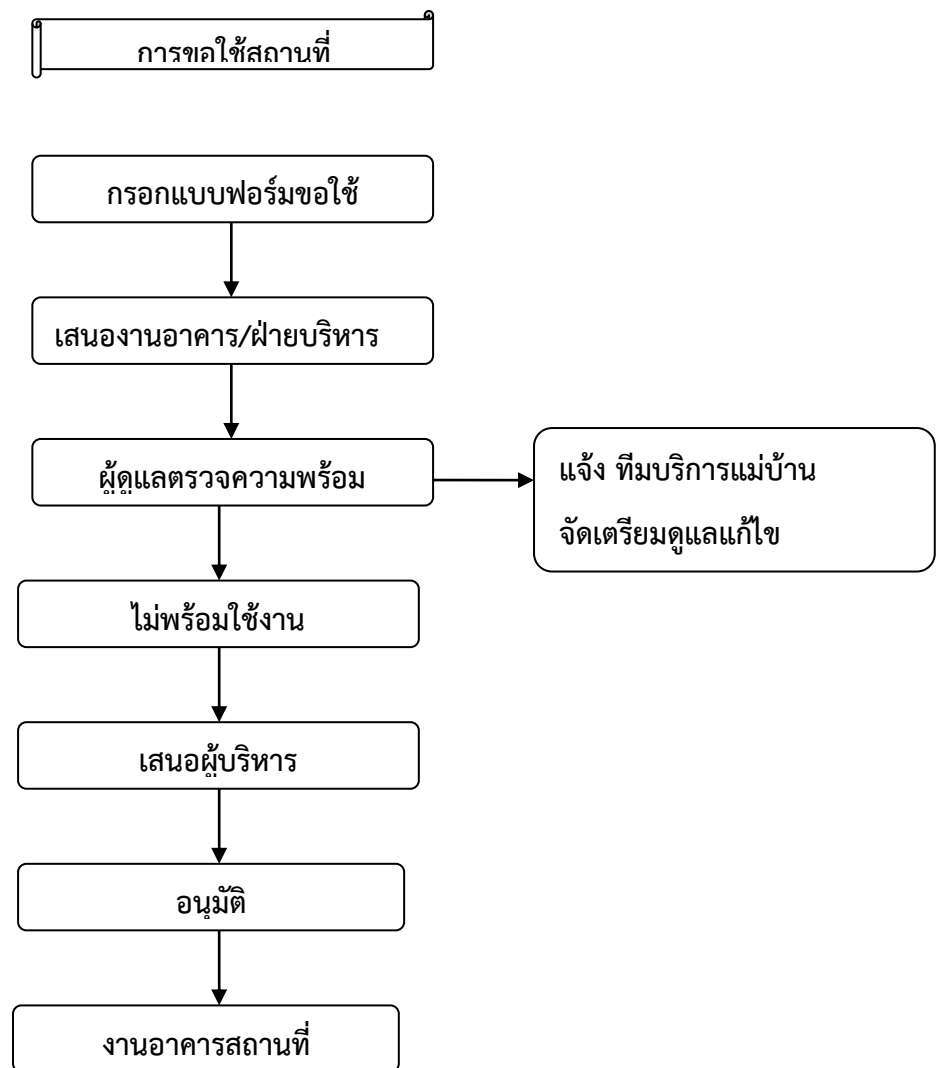 การขอใช้สถานที่
กรอกแบบฟอร์มขอใช้
เสนองานอาคาร/ฝ่ายบริหาร
ผู้ดูแลตรวจความพร้อม
แจ้ง ทีมบริการแม่บ้าน
จัดเตรียมดูแลแก้ไข
ไม่พร้อมใช้งาน
เสนอผู้บริหาร
อนุมัติ
งานอาคารสถานที่